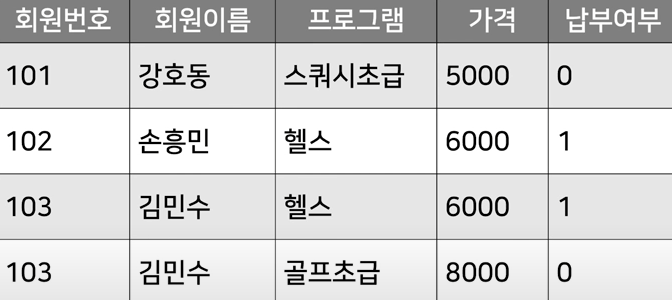 회원번호 회원이름 프로그램 가격 납부여부
101 강호동 스쿼시초급 5000 0
102 손흥민 헬스 6000 1
103 김민수 헬스 6000 1
103 김민수 골프초급 8000 0